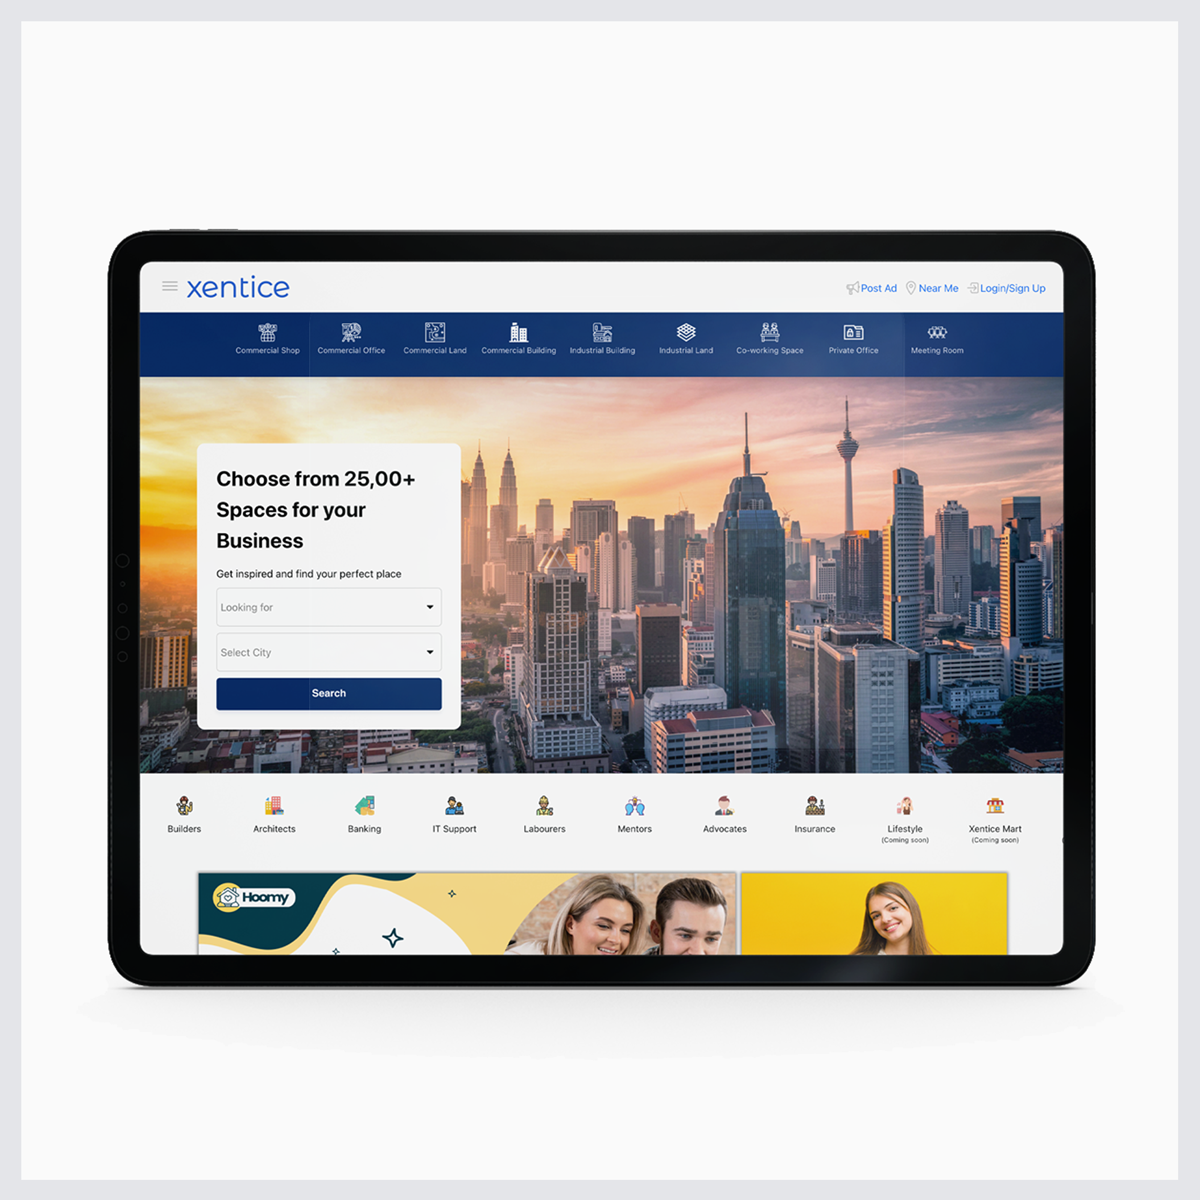 xentice
Post Ad
Near Me
Login/Sign Up
Commercial Shop
Commercial Office
Commercial Land
Commercial Building
Industrial Building
Industrial Land
Co-working Space
Private Office
Meeting Room
Choose from 25,00+
Spaces for your
Business
Get inspired and find your perfect place
Looking for
Select City
Search
Builders
Architects
Banking
IT Support
Labourers
Mentors
Advocates
Insurance
Lifestyle
(Coming soon)
Xentice Mart
(Coming soon)
Hoomy